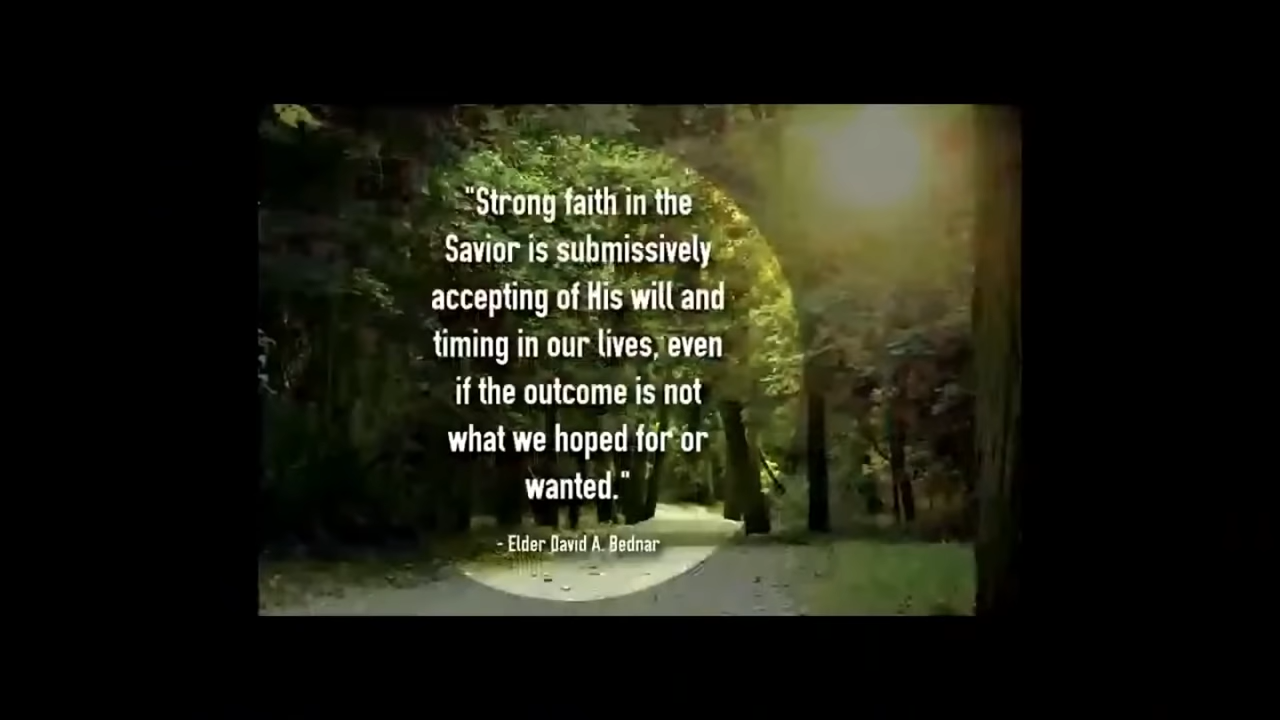 "Strong faith in the
Savior is submissively
accepting of His will and
timing in our lives, even
if the outcome is not
what we hoped for or
wanted."
- Elder David A. Bednar